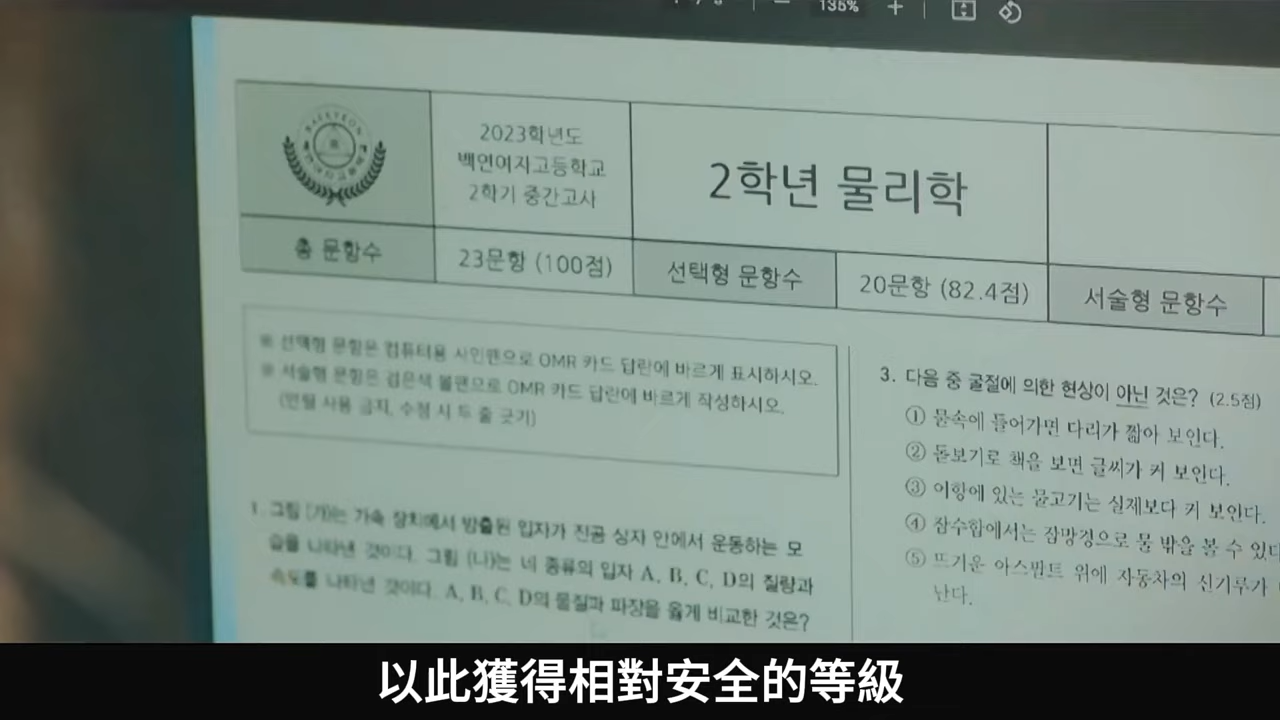 135%
2023학년도
백연여자고등학교
2학기 중간고사
2학년 물리학
총 문항수
23문항 (100점)
선택형 문항수
20문항 (82.4점)
서술형 문항수
※ 선택형 문항은 컴퓨터용 사인펜으로 OMR 카드 답란에 바르게 표시하시오.
※ 서술형 문항은 검은색 볼펜으로 OMR 카드 답란에 바르게 작성하시오.
(연필 사용 금지, 수정 시 두 줄 긋기)
1. 그림 (가)는 가속 장치에서 방출된 입자가 진공 상자 안에서 운동하는 모
습을 나타낸 것이다. 그림 (나)는 네 종류의 입자 A, B, C, D의 질량과
속도를 나타낸 것이다. A, B, C, D의 물질파 파장을 옳게 비교한 것은?
3. 다음 중 굴절에 의한 현상이 아닌 것은? (2.5점)
① 물속에 들어가면 다리가 짧아 보인다.
② 돋보기로 책을 보면 글씨가 커 보인다.
③ 어항에 있는 물고기는 실제보다 커 보인다.
④ 잠수함에서는 잠망경으로 물 밖을 볼 수 있다
⑤ 뜨거운 아스팔트 위에 자동차의 신기루가
난다.
以此獲得相對安全的等級